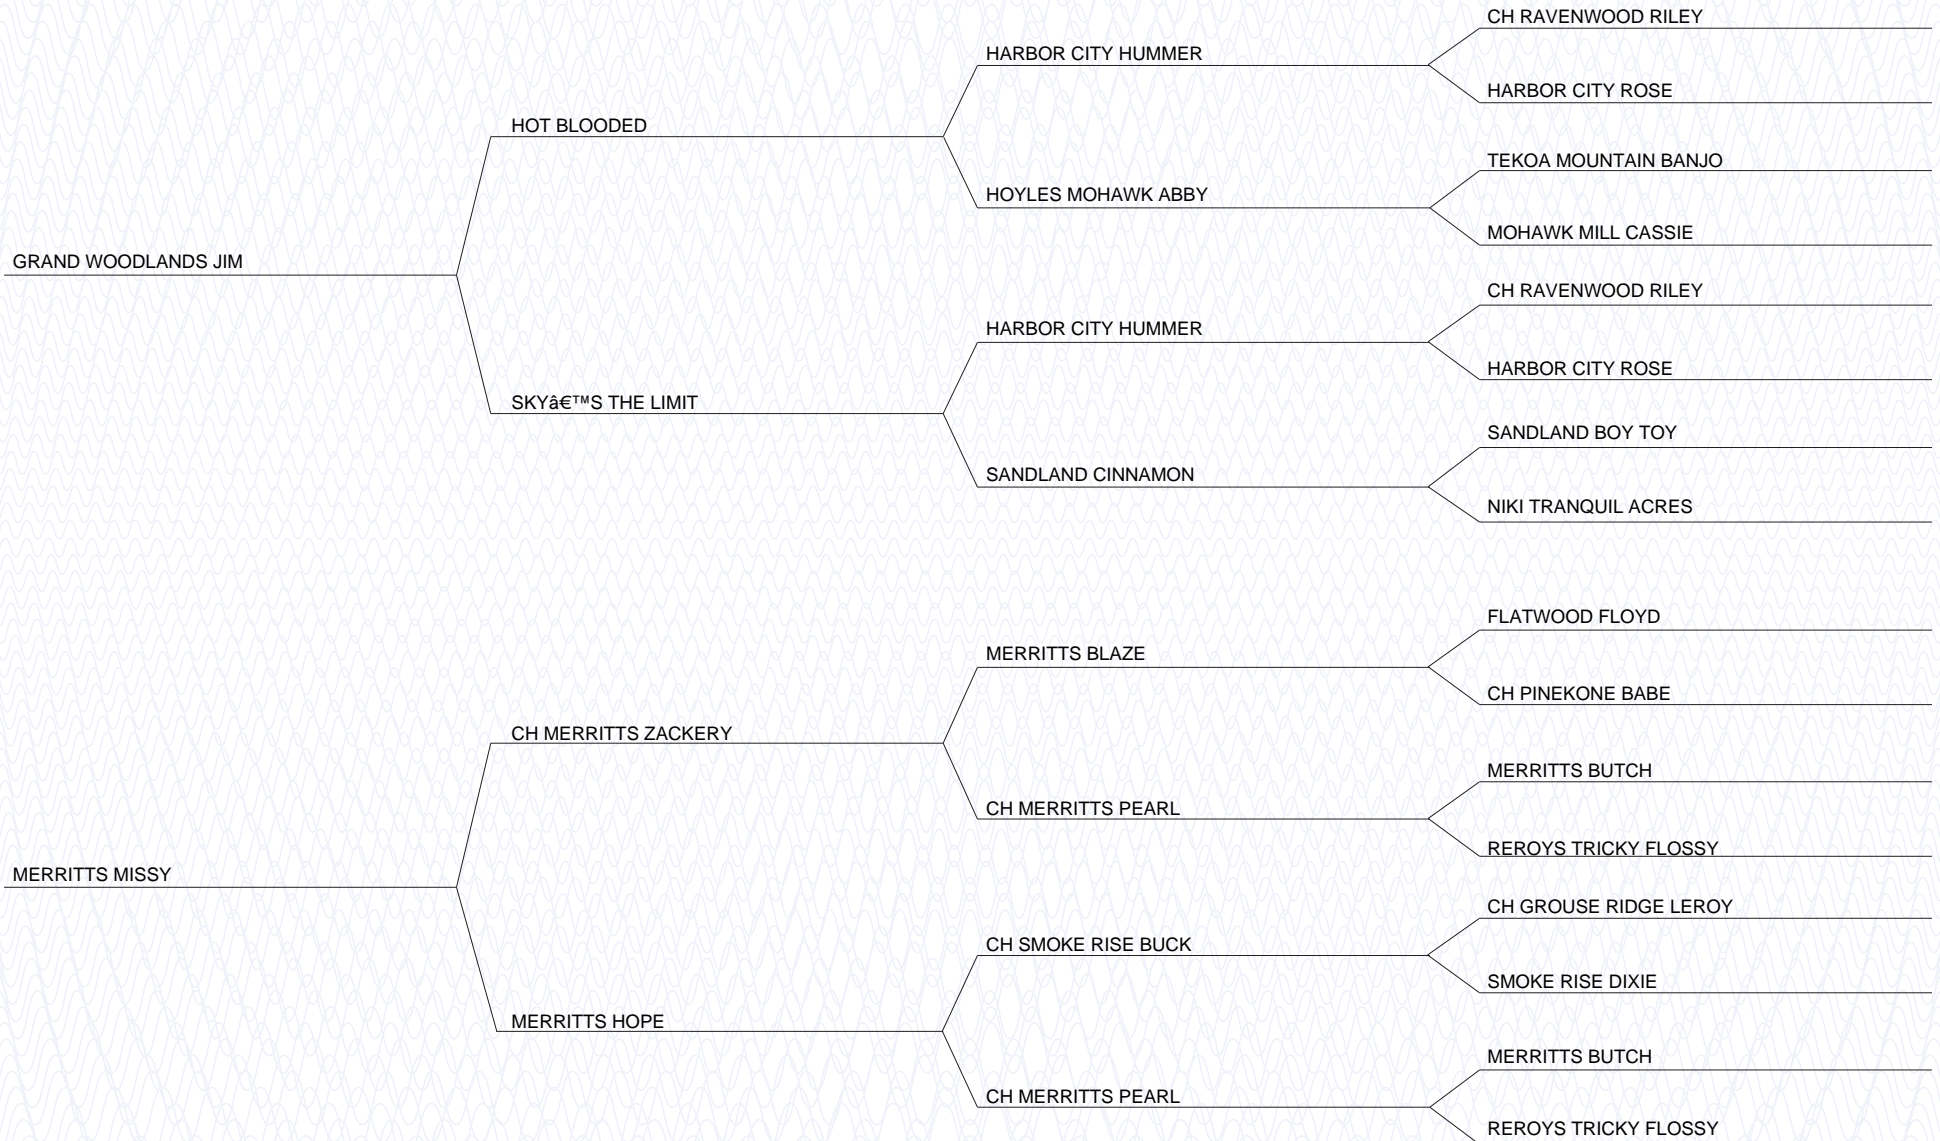 CH RAVENWOOD RILEY
HARBOR CITY HUMMER
HARBOR CITY ROSE
HOT BLOODED
TEKOA MOUNTAIN BANJO
HOYLES MOHAWK ABBY
MOHAWK MILL CASSIE
GRAND WOODLANDS JIM
CH RAVENWOOD RILEY
HARBOR CITY HUMMER
HARBOR CITY ROSE
SKYâ€™S THE LIMIT
SANDLAND BOY TOY
SANDLAND CINNAMON
NIKI TRANQUIL ACRES
FLATWOOD FLOYD
MERRITTS BLAZE
CH PINEKONE BABE
CH MERRITTS ZACKERY
MERRITTS BUTCH
CH MERRITTS PEARL
REROYS TRICKY FLOSSY
MERRITTS MISSY
CH GROUSE RIDGE LEROY
CH SMOKE RISE BUCK
SMOKE RISE DIXIE
MERRITTS HOPE
MERRITTS BUTCH
CH MERRITTS PEARL
REROYS TRICKY FLOSSY